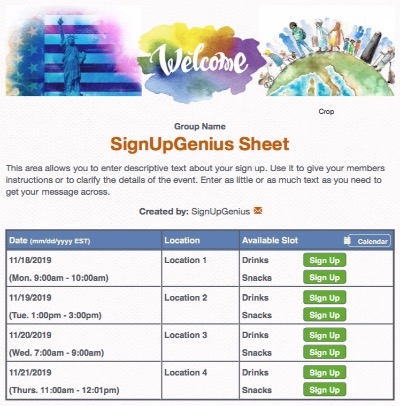 Welcome
Crop
Group Name
SignUpGenius Sheet
This area allows you to enter descriptive text about your sign up. Use it to give your members
instructions or to clarify the details of the event. Enter as little or as much text as you need to
get your message across.
Created by: SignUpGenius
Date (mm/dd/yyyy EST) Location Available Slot Calendar
11/18/2019 Location 1 Drinks Sign Up
(Mon. 9:00am - 10:00am) Snacks Sign Up
11/19/2019 Location 2 Drinks Sign Up
(Tue. 1:00pm - 3:00pm) Snacks Sign Up
11/20/2019 Location 3 Drinks Sign Up
(Wed. 7:00am - 9:00am) Snacks Sign Up
11/21/2019 Location 4 Drinks Sign Up
(Thurs. 11:00am - 12:01pm) Snacks Sign Up